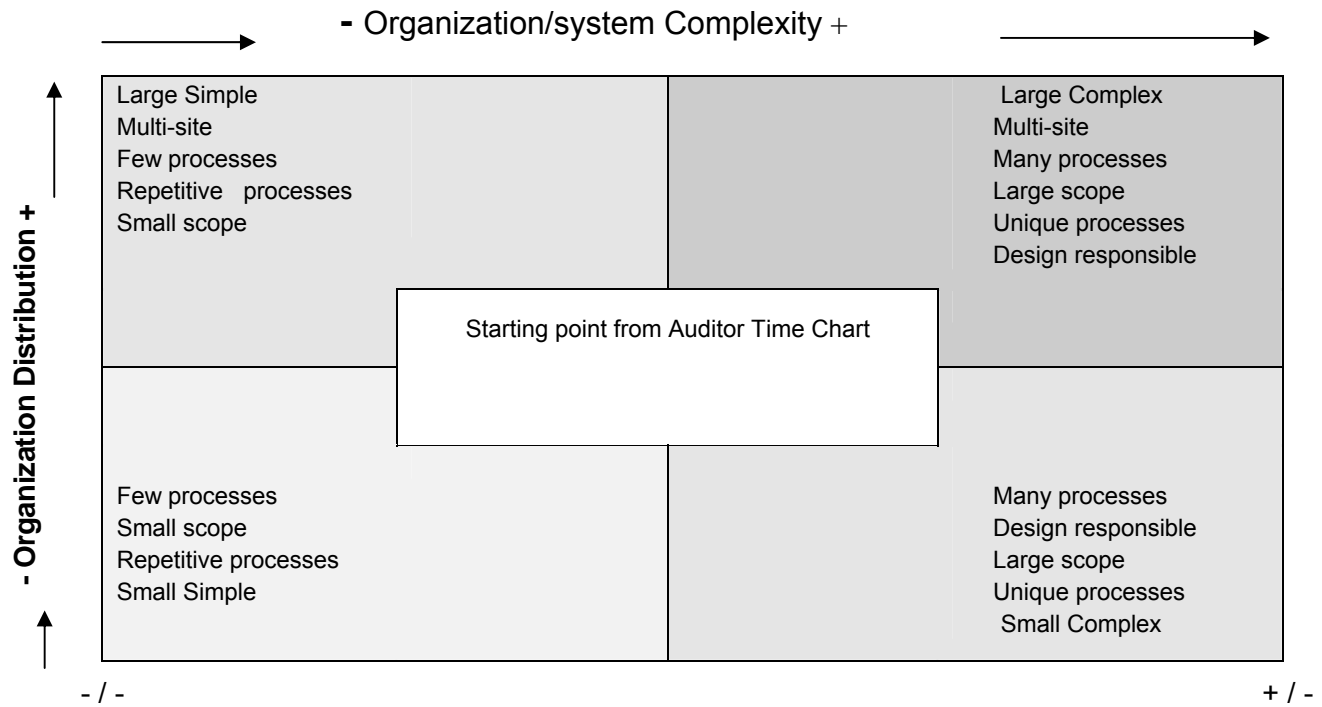 - Organization/system Complexity +
- Organization Distribution +
Large Simple
Multi-site
Few processes
Repetitive processes
Small scope
Large Complex
Multi-site
Many processes
Large scope
Unique processes
Design responsible
Starting point from Auditor Time Chart
Few processes
Small scope
Repetitive processes
Small Simple
Many processes
Design responsible
Large scope
Unique processes
Small Complex
- / -
+ / -